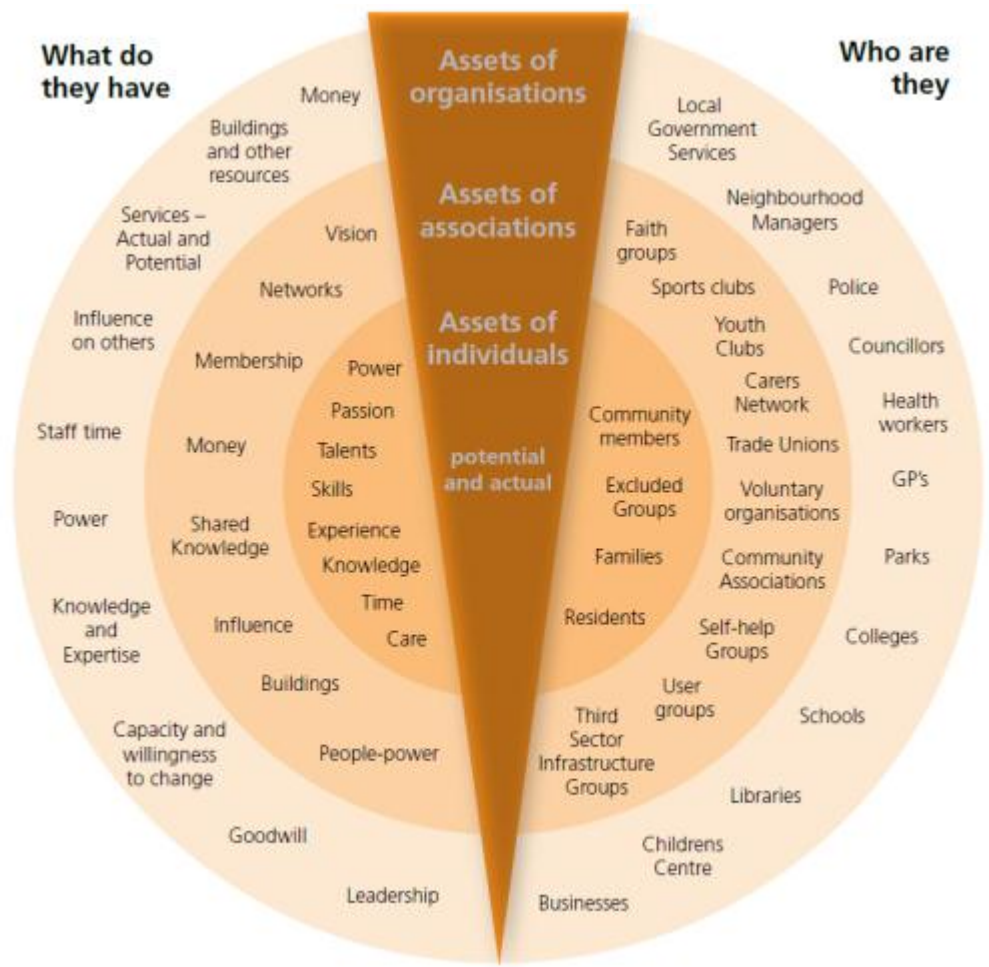 What do
they have
Who are
they
Assets of
organisations
Assets of
associations
Assets of
individuals
potential
and actual
Money
Buildings
and other
resources
Services –
Actual and
Potential
Influence
on others
Staff time
Power
Knowledge
and
Expertise
Capacity and
willingness
to change
Goodwill
Leadership
Vision
Networks
Membership
Money
Shared
Knowledge
Influence
Buildings
People-power
Power
Passion
Talents
Skills
Experience
Knowledge
Time
Care
Community
members
Excluded
Groups
Families
Residents
Faith
groups
Sports clubs
Youth
Clubs
Carers
Network
Trade Unions
Voluntary
organisations
Community
Associations
Self-help
Groups
User
groups
Third
Sector
Infrastructure
Groups
Local
Government
Services
Neighbourhood
Managers
Police
Councillors
Health
workers
GP's
Parks
Colleges
Schools
Libraries
Childrens
Centre
Businesses